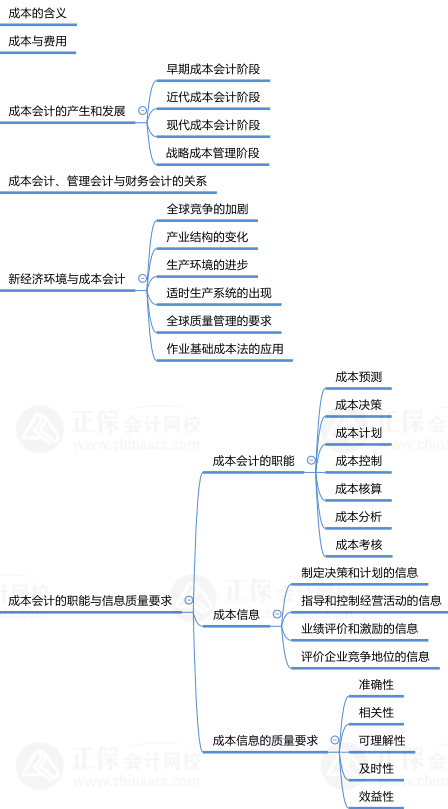 成本的含义
成本与费用
成本会计的产生和发展
早期成本会计阶段
近代成本会计阶段
现代成本会计阶段
战略成本管理阶段
成本会计、管理会计与财务会计的关系
新经济环境与成本会计
全球竞争的加剧
产业结构的变化
生产环境的进步
适时生产系统的出现
全球质量管理的要求
作业基础成本法的应用
成本会计的职能与信息质量要求
成本会计的职能
成本预测
成本决策
成本计划
成本控制
成本核算
成本分析
成本考核
成本信息
制定决策和计划的信息
指导和控制经营活动的信息
业绩评价和激励的信息
评价企业竞争地位的信息
成本信息的质量要求
准确性
相关性
可理解性
及时性
效益性
正保会计网校
www.chinaacc.com